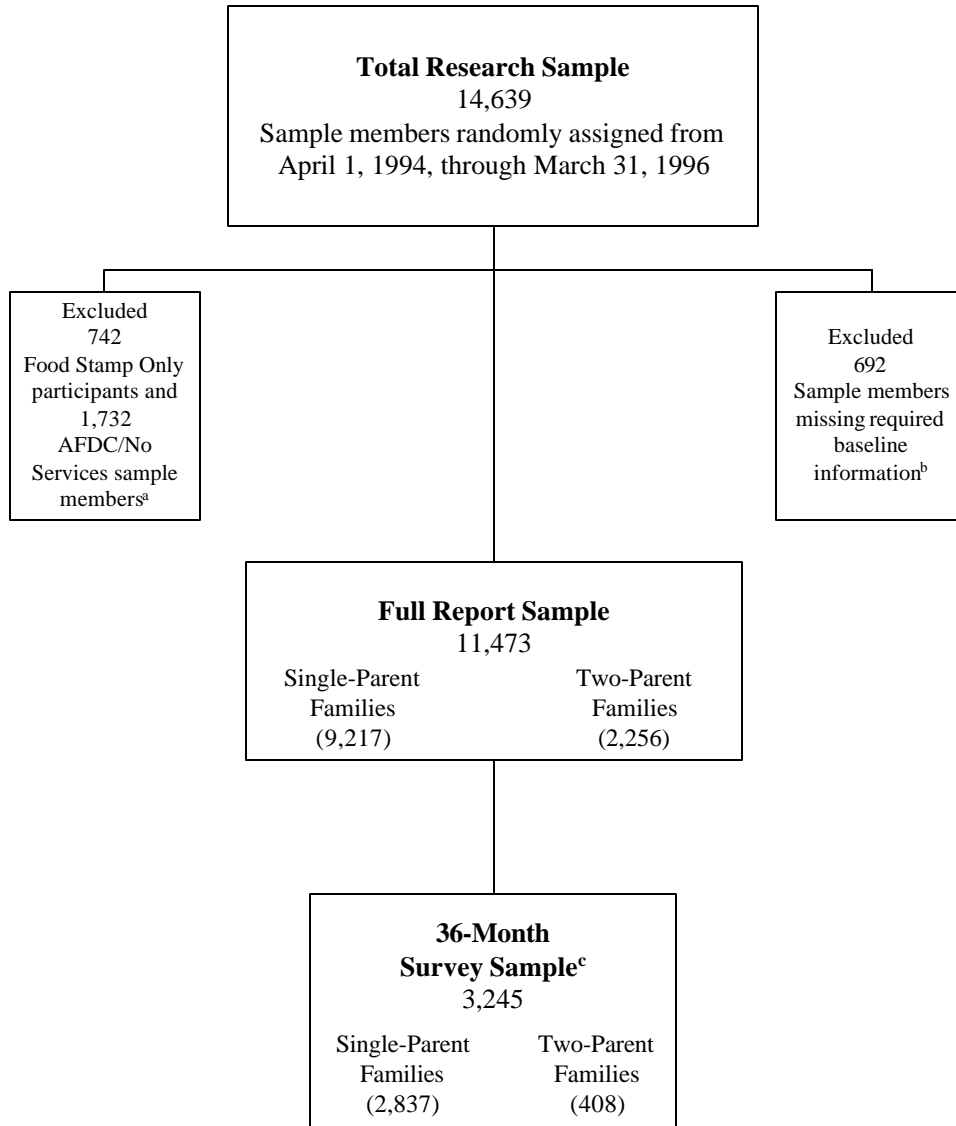 Total Research Sample
14,639
Sample members randomly assigned from
April 1, 1994, through March 31, 1996
Excluded
742
Food Stamp Only
participants and
1,732
AFDC/No
Services sample
membersᵃ
Excluded
692
Sample members
missing required
baseline
informationᵇ
Full Report Sample
11,473
Single-Parent
Families
(9,217)
Two-Parent
Families
(2,256)
36-Month
Survey Sampleᶜ
3,245
Single-Parent
Families
(2,837)
Two-Parent
Families
(408)